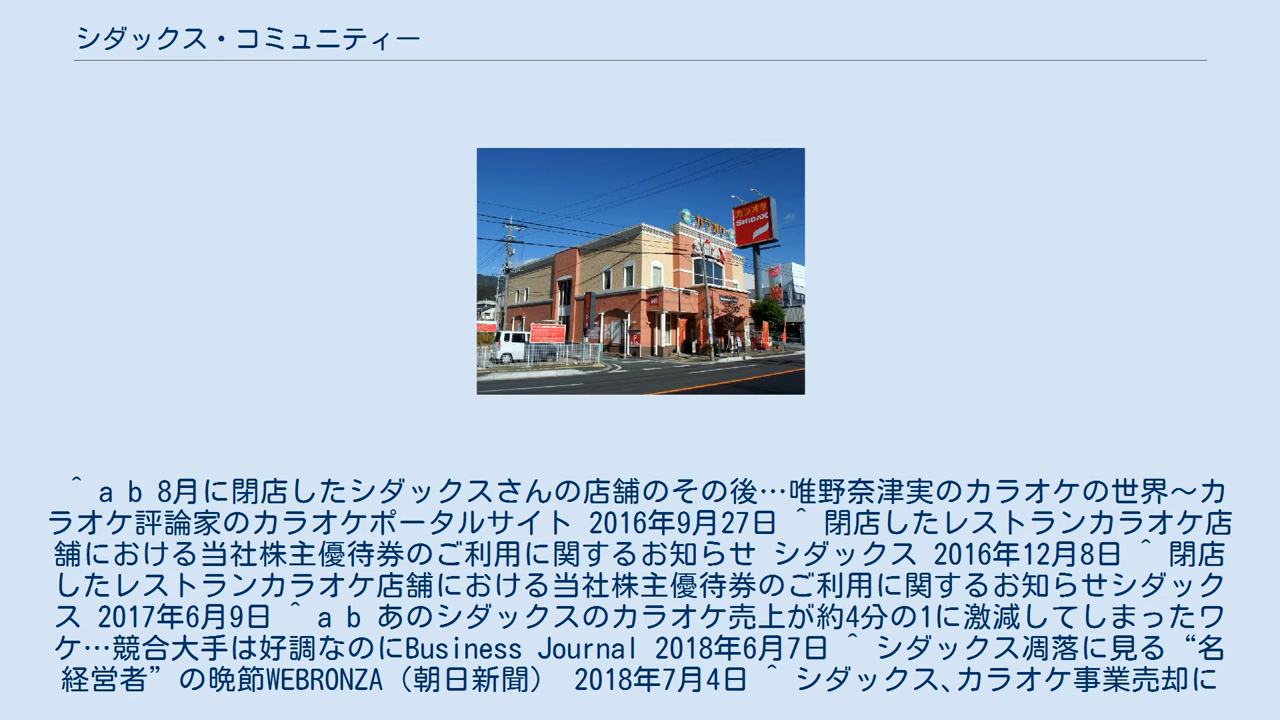 シダックス・コミュニティー
カラオケ
SHIDAX
カラオケ
^ a b 8月に閉店したシダックスさんの店舗のその後…唯野奈津実のカラオケの世界～カ
ラオケ評論家のカラオケポータルサイト 2016年9月27日 ^ 閉店したレストランカラオケ店
舗における当社株主優待券のご利用に関するお知らせ シダックス 2016年12月8日 ^ 閉店
したレストランカラオケ店舗における当社株主優待券のご利用に関するお知らせシダック
ス 2017年6月9日 ^ a b あのシダックスのカラオケ売上が約4分の1に激減してしまったワ
ケ…競合大手は好調なのにBusiness Journal 2018年6月7日 ^ シダックス凋落に見る“名
経営者”の晩節WEBRONZA（朝日新聞） 2018年7月4日 ^ シダックス、カラオケ事業売却に